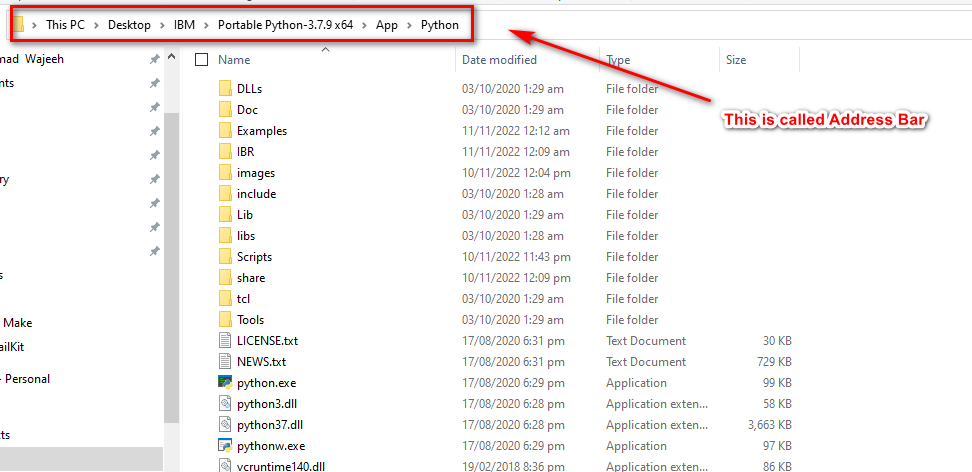 This PC > Desktop > IBM > Portable Python-3.7.9 x64 > App > Python
mad Wajeeh
nts
ry
s
Make
ailKit
- Personal
ts
Name Date modified Type Size
DLLs 03/10/2020 1:29 am File folder
Doc 03/10/2020 1:29 am File folder
Examples 11/11/2022 12:12 am File folder
IBR 11/11/2022 12:09 am File folder
images 10/11/2022 12:04 pm File folder
include 03/10/2020 1:28 am File folder
Lib 03/10/2020 1:29 am File folder
libs 03/10/2020 1:28 am File folder
Scripts 10/11/2022 11:43 pm File folder
share 10/11/2022 12:09 pm File folder
tcl 03/10/2020 1:29 am File folder
Tools 03/10/2020 1:29 am File folder
LICENSE.txt 17/08/2020 6:31 pm Text Document 30 KB
NEWS.txt 17/08/2020 6:31 pm Text Document 729 KB
python.exe 17/08/2020 6:29 pm Application 99 KB
python3.dll 17/08/2020 6:28 pm Application exten... 58 KB
python37.dll 17/08/2020 6:28 pm Application exten... 3,663 KB
pythonw.exe 17/08/2020 6:29 pm Application 97 KB
vcruntime140.dll 19/02/2018 8:36 pm Application exten... 86 KB
This is called Address Bar